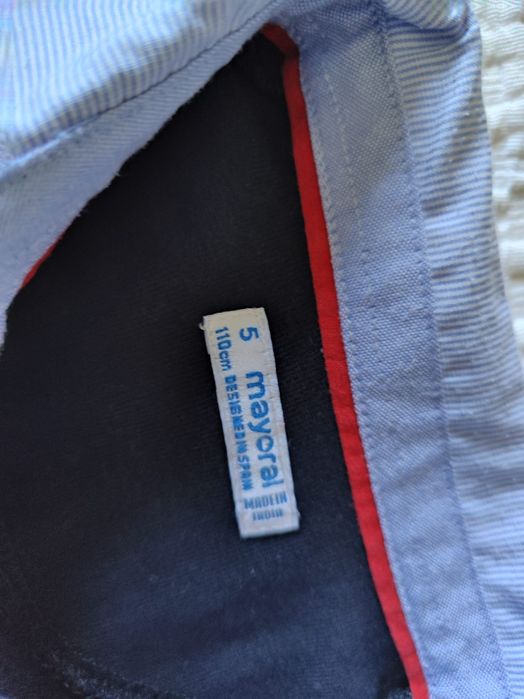 5 mayoral MADE IN INDIA
110cm DESIGNED IN SPAIN